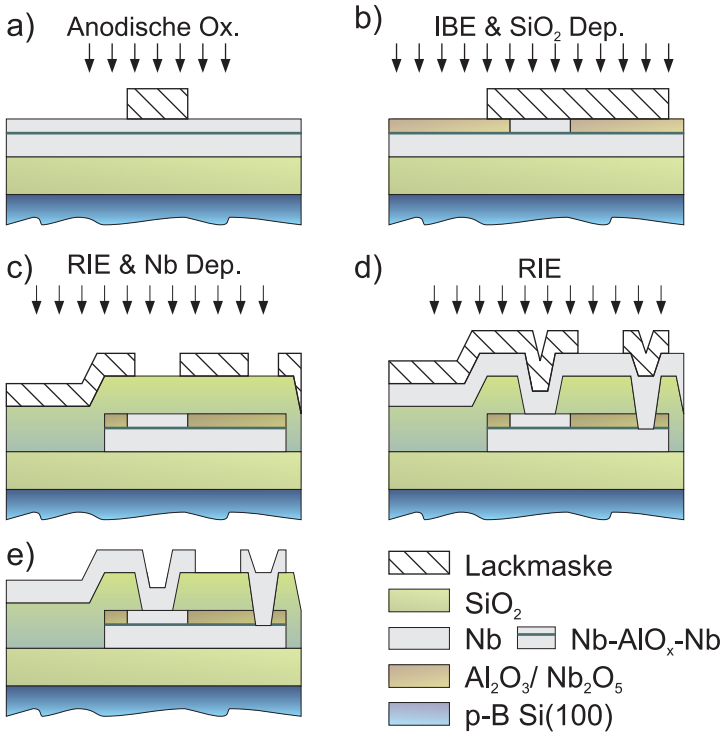 a) Anodische Ox.
b) IBE & SiO₂ Dep.
c) RIE & Nb Dep.
d) RIE
e)
Lackmaske
SiO₂
Nb Nb-AlOₓ-Nb
Al₂O₃/ Nb₂O₅
p-B Si(100)